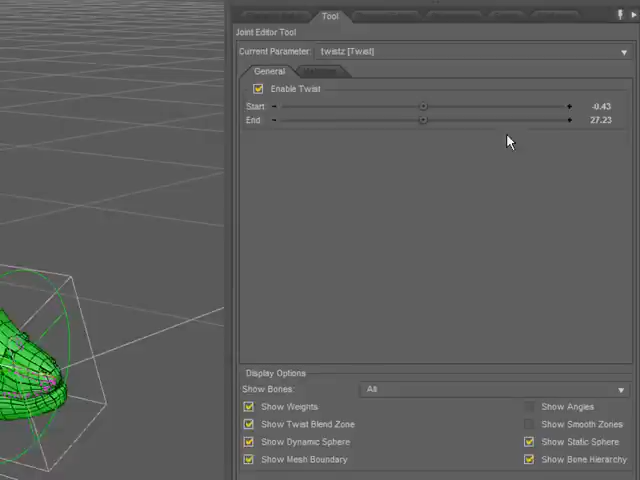 Tool
Joint Editor Tool
Current Parameter: twistz [Twist]
General
Enable Twist
Start - + -0.43
End - + 27.23
Display Options
Show Bones: All
Show Weights Show Angles
Show Twist Blend Zone Show Smooth Zones
Show Dynamic Sphere Show Static Sphere
Show Mesh Boundary Show Bone Hierarchy